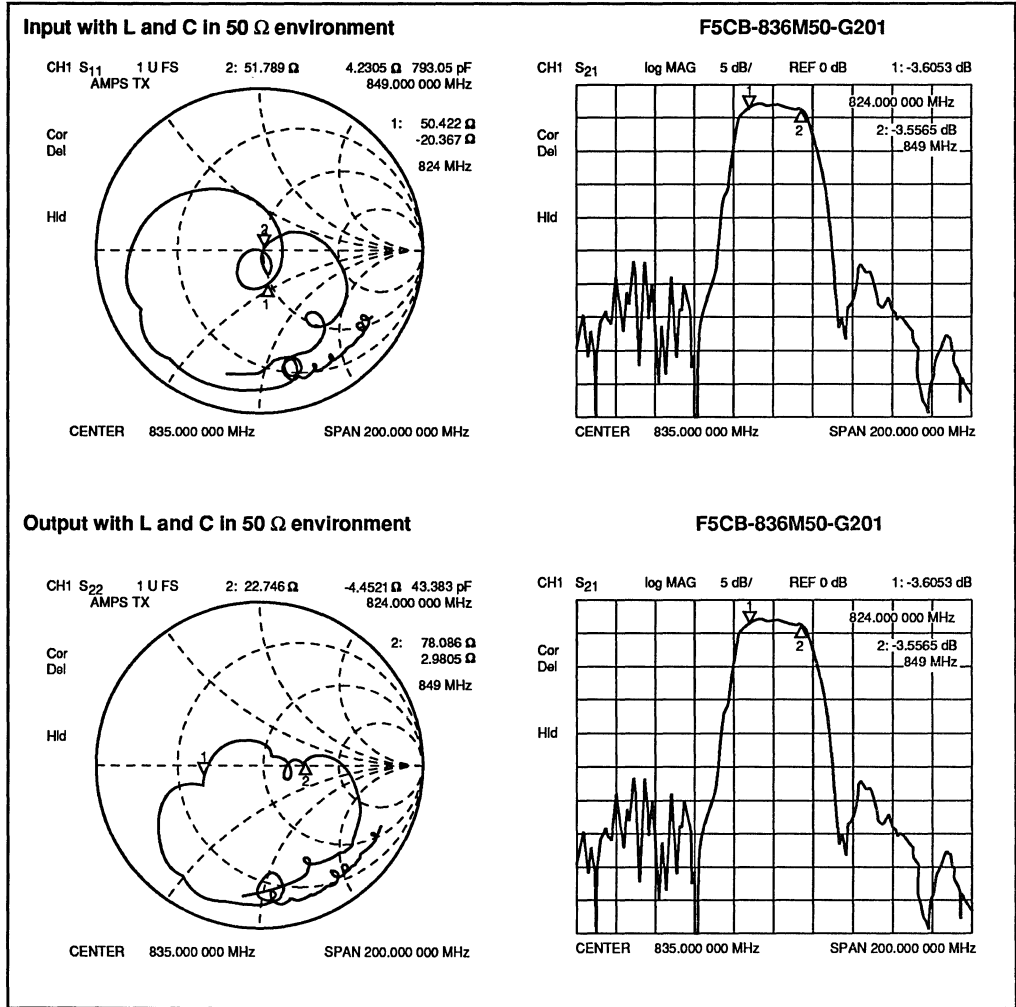 Input with L and C in 50 Ω environment
CH1 S11 1 U FS 2: 51.789 Ω 4.2305 Ω 793.05 pF
AMPS TX 849.000 000 MHz
1: 50.422 Ω
-20.367 Ω
824 MHz
Cor
Del
Hld
2
1
CENTER 835.000 000 MHz SPAN 200.000 000 MHz
F5CB-836M50-G201
CH1 S21 log MAG 5 dB/ REF 0 dB 1: -3.6053 dB
824.000 000 MHz
2: -3.5565 dB
849 MHz
Cor
Del
Hld
1
2
CENTER 835.000 000 MHz SPAN 200.000 000 MHz
Output with L and C in 50 Ω environment
CH1 S22 1 U FS 2: 22.746 Ω -4.4521 Ω 43.383 pF
AMPS TX 824.000 000 MHz
2: 78.086 Ω
2.9805 Ω
849 MHz
Cor
Del
Hld
1
2
CENTER 835.000 000 MHz SPAN 200.000 000 MHz
F5CB-836M50-G201
CH1 S21 log MAG 5 dB/ REF 0 dB 1: -3.6053 dB
824.000 000 MHz
2: -3.5565 dB
849 MHz
Cor
Del
Hld
1
2
CENTER 835.000 000 MHz SPAN 200.000 000 MHz